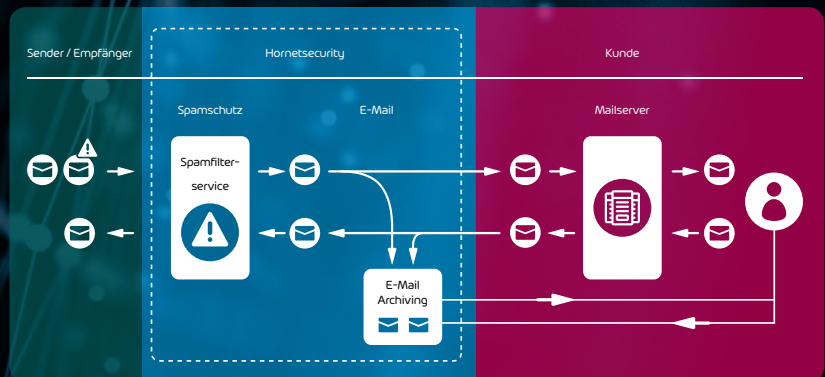 Sender / Empfänger
Hornetsecurity
Kunde
Spamschutz
E-Mail
Mailserver
Spamfilter-
service
E-Mail
Archiving